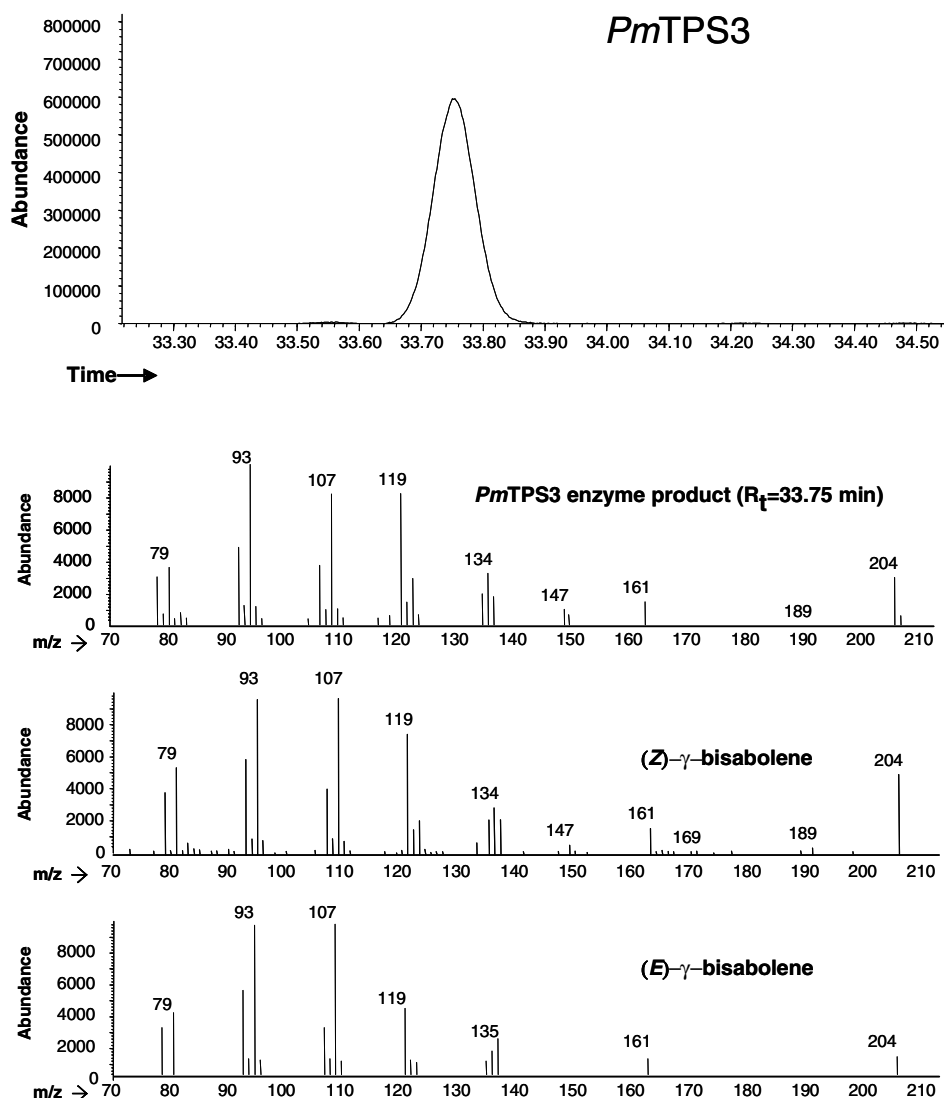 PmTPS3
800000
700000
600000
500000
400000
300000
200000
100000
0
Abundance
33.30 33.40 33.50 33.60 33.70 33.80 33.90 34.00 34.10 34.20 34.30 34.40 34.50
Time
PmTPS3 enzyme product (Rt=33.75 min)
Abundance
8000
6000
4000
2000
0
79 93 107 119 134 147 161 189 204
70 80 90 100 110 120 130 140 150 160 170 180 190 200 210
m/z →
(Z)–γ–bisabolene
Abundance
8000
6000
4000
2000
0
79 93 107 119 134 147 161 169 189 204
70 80 90 100 110 120 130 140 150 160 170 180 190 200 210
m/z →
(E)–γ–bisabolene
Abundance
8000
6000
4000
2000
0
79 93 107 119 135 161 204
70 80 90 100 110 120 130 140 150 160 170 180 190 200 210
m/z →